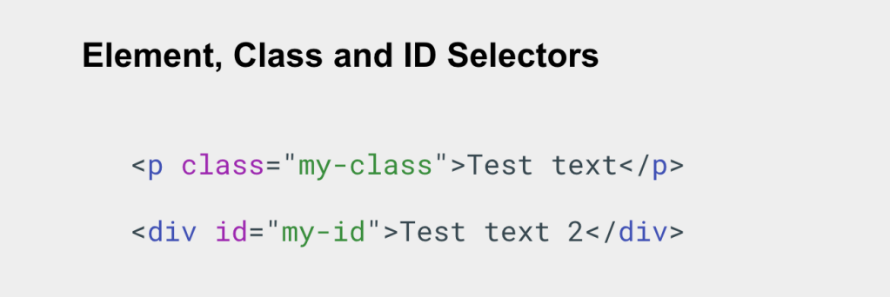 Element, Class and ID Selectors
<p class="my-class">Test text</p>
<div id="my-id">Test text 2</div>